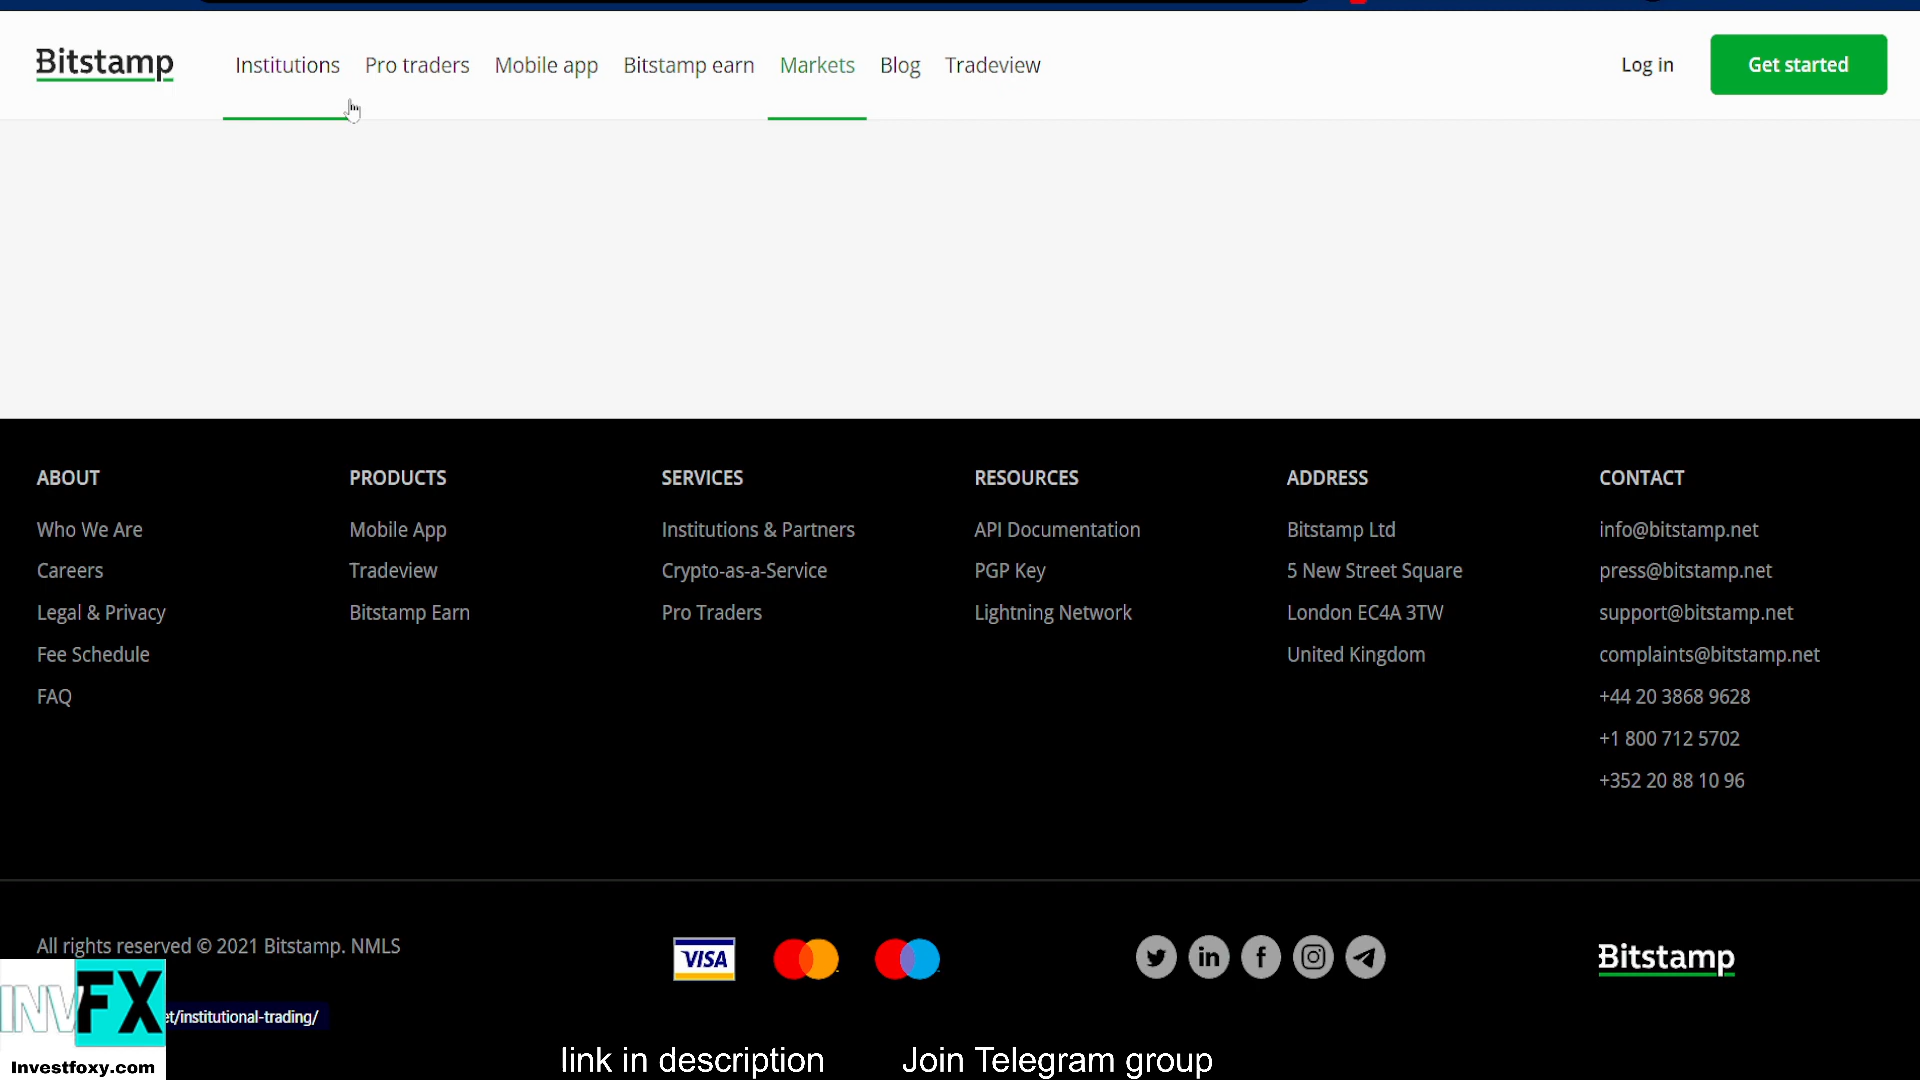 Bitstamp
Institutions Pro traders Mobile app Bitstamp earn Markets Blog Tradeview
Log in
Get started
ABOUT
Who We Are
Careers
Legal & Privacy
Fee Schedule
FAQ
PRODUCTS
Mobile App
Tradeview
Bitstamp Earn
SERVICES
Institutions & Partners
Crypto-as-a-Service
Pro Traders
RESOURCES
API Documentation
PGP Key
Lightning Network
ADDRESS
Bitstamp Ltd
5 New Street Square
London EC4A 3TW
United Kingdom
CONTACT
info@bitstamp.net
press@bitstamp.net
support@bitstamp.net
complaints@bitstamp.net
+44 20 3868 9628
+1 800 712 5702
+352 20 88 10 96
All rights reserved © 2021 Bitstamp. NMLS
VISA
Bitstamp
INVFX
et/institutional-trading/
Investfoxy.com
link in description Join Telegram group